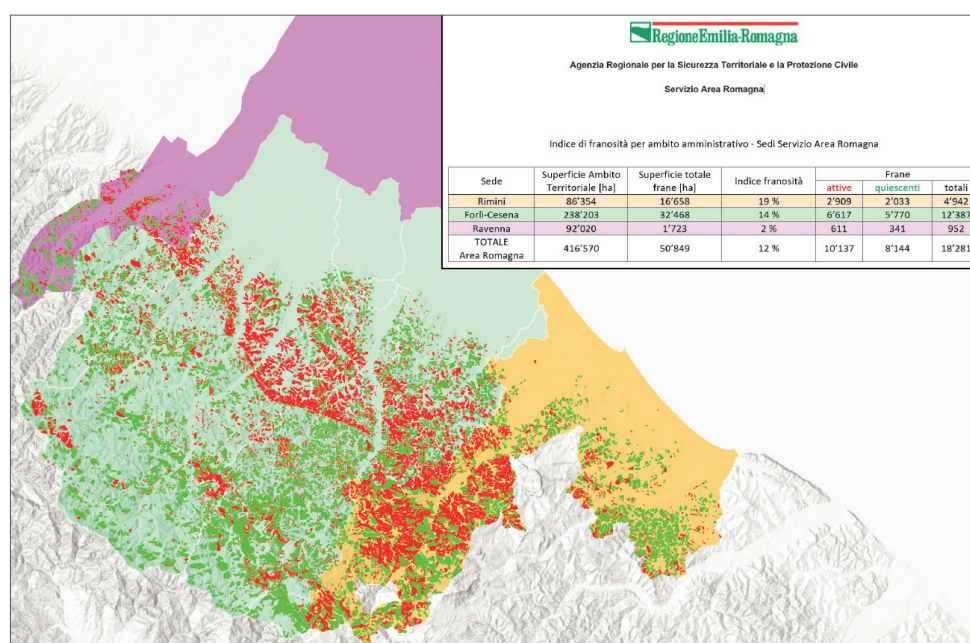 RegioneEmilia-Romagna
Agenzia Regionale per la Sicurezza Territoriale e la Protezione Civile
Servizio Area Romagna
Indice di franosità per ambito amministrativo - Sedi Servizio Area Romagna
Sede Superficie Ambito Territoriale [ha] Superficie totale frane [ha] Indice franosità Frane
attive quiescenti totali
Rimini 86'354 16'658 19 % 2'909 2'033 4'942
Forlì-Cesena 238'203 32'468 14 % 6'617 5'770 12'387
Ravenna 92'020 1'723 2 % 611 341 952
TOTALE Area Romagna 416'570 50'849 12 % 10'137 8'144 18'281